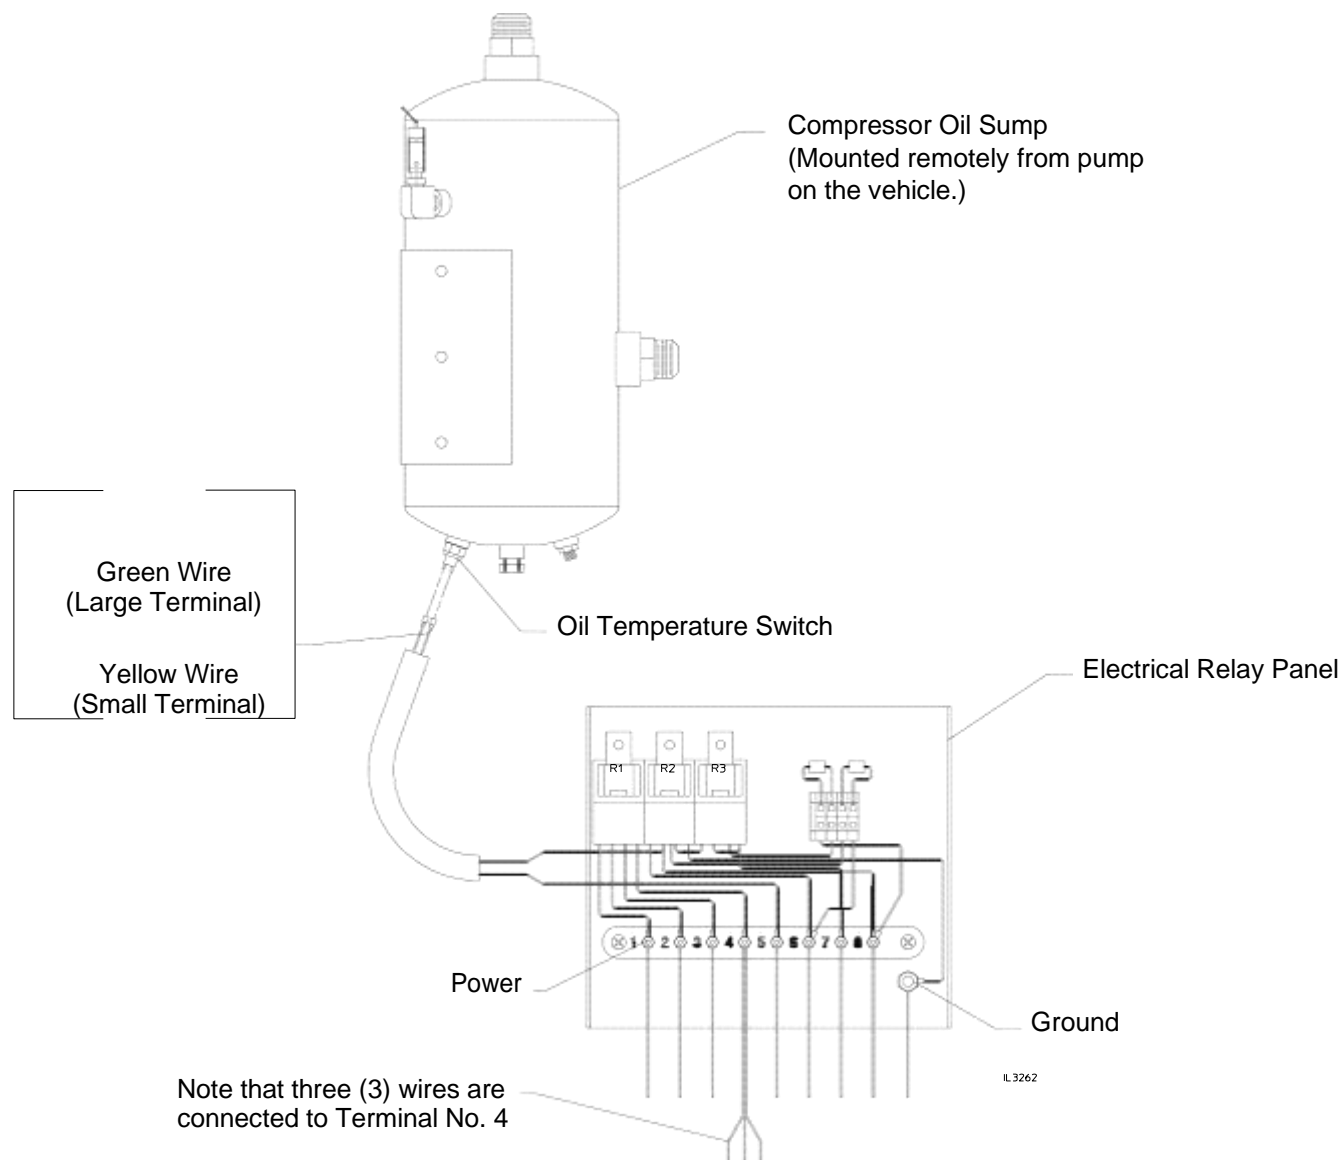 Compressor Oil Sump
(Mounted remotely from pump
on the vehicle.)
Green Wire
(Large Terminal)
Yellow Wire
(Small Terminal)
Oil Temperature Switch
Electrical Relay Panel
R1 R2 R3
1 2 3 4 5 6 7 8
Power
Ground
IL3262
Note that three (3) wires are
connected to Terminal No. 4